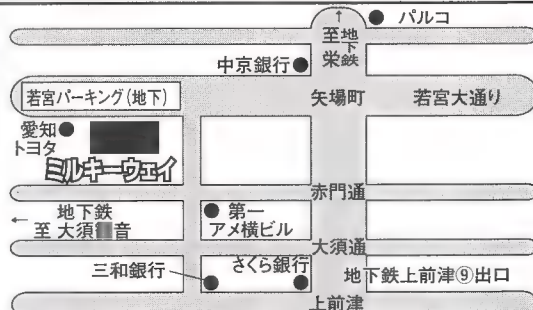 パルコ
↑
至地下鉄
栄
中京銀行
若宮パーキング(地下)
矢場町
若宮大通り
愛知
トヨタ
ミルキーウェイ
赤門通
地下鉄
← 至 大須 音
第一
アメ横ビル
大須通
三和銀行
さくら銀行
地下鉄上前津⑨出口
上前津